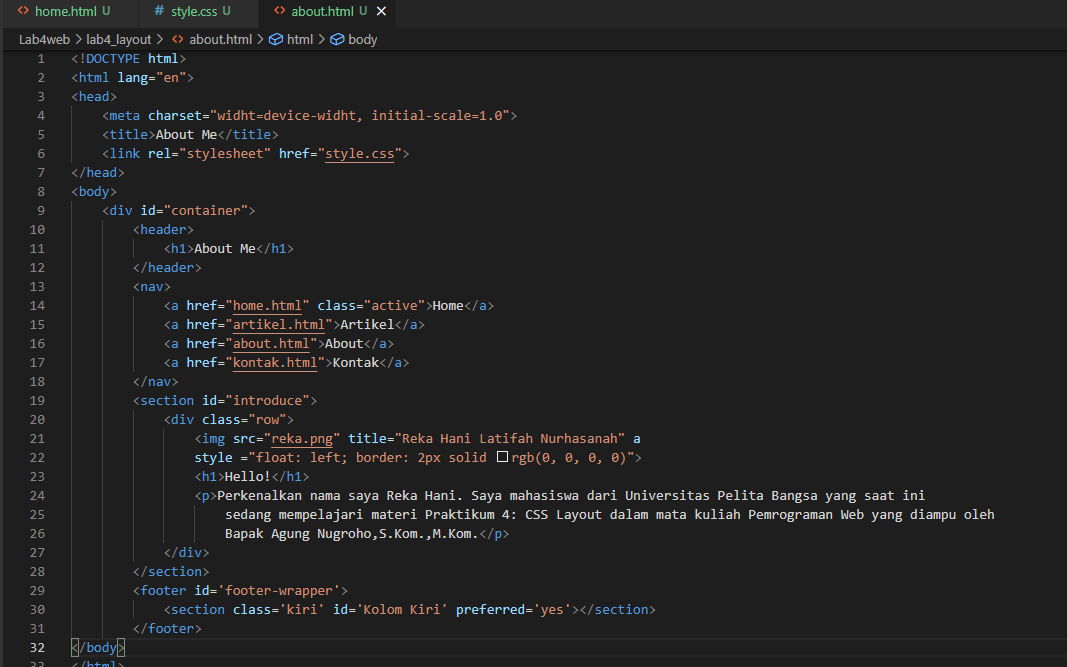 home.html U style.css U about.html U
Lab4web > lab4_layout > about.html > html > body
1 <!DOCTYPE html>
2 <html lang="en">
3 <head>
4 <meta charset="widht=device-widht, initial-scale=1.0">
5 <title>About Me</title>
6 <link rel="stylesheet" href="style.css">
7 </head>
8 <body>
9 <div id="container">
10 <header>
11 <h1>About Me</h1>
12 </header>
13 <nav>
14 <a href="home.html" class="active">Home</a>
15 <a href="artikel.html">Artikel</a>
16 <a href="about.html">About</a>
17 <a href="kontak.html">Kontak</a>
18 </nav>
19 <section id="introduce">
20 <div class="row">
21 <img src="reka.png" title="Reka Hani Latifah Nurhasanah" a
22 style ="float: left; border: 2px solid rgb(0, 0, 0, 0)">
23 <h1>Hello!</h1>
24 <p>Perkenalkan nama saya Reka Hani. Saya mahasiswa dari Universitas Pelita Bangsa yang saat ini
25 sedang mempelajari materi Praktikum 4: CSS Layout dalam mata kuliah Pemrograman Web yang diampu oleh
26 Bapak Agung Nugroho,S.Kom.,M.Kom.</p>
27 </div>
28 </section>
29 <footer id='footer-wrapper'>
30 <section class='kiri' id='Kolom Kiri' preferred='yes'></section>
31 </footer>
32 </body>
33 </html>